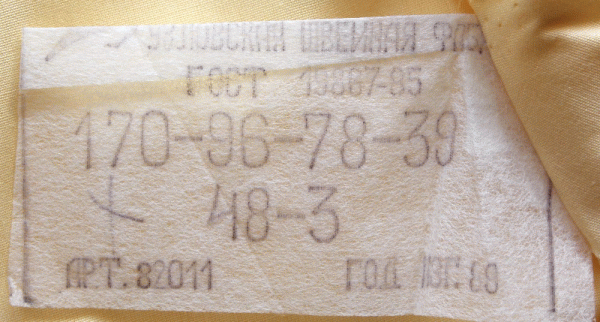 ШВЕЙНАЯ
ГОСТ 19867-85
170-96-78-39
48-3
АРТ. 82011 ГОД ИЗГ. 89